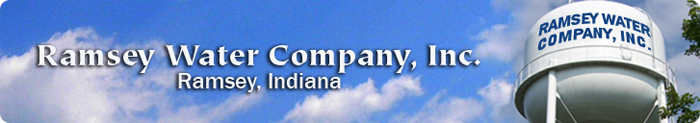 Ramsey Water Company, Inc.
Ramsey, Indiana
RAMSEY WATER
COMPANY, INC.